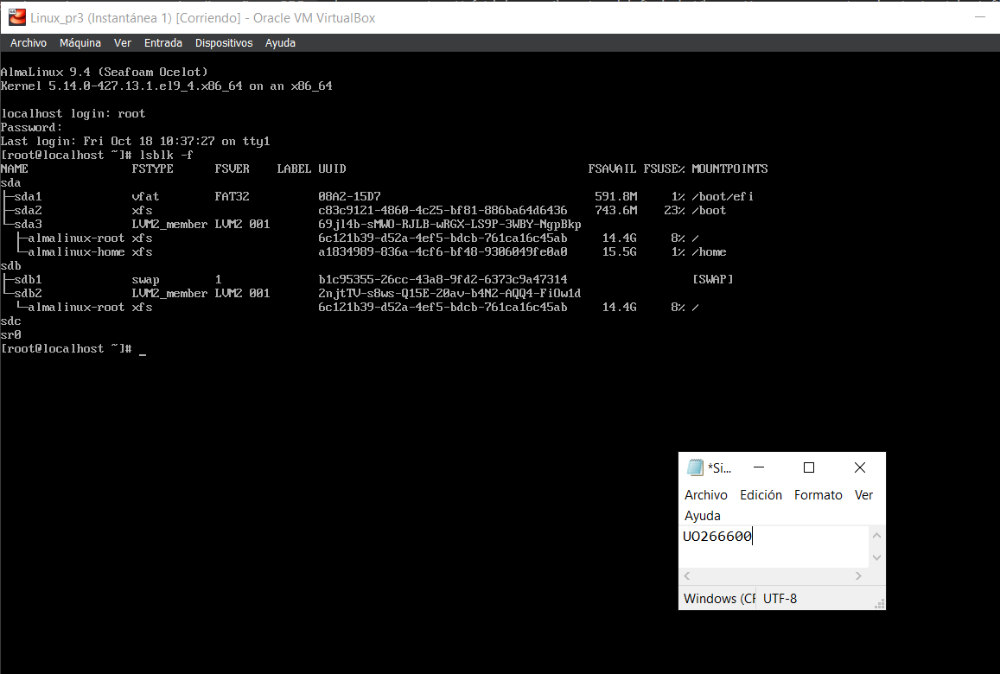 Linux_pr3 (Instantánea 1) [Corriendo] - Oracle VM VirtualBox
Archivo Máquina Ver Entrada Dispositivos Ayuda
AlmaLinux 9.4 (Seafoam Ocelot)
Kernel 5.14.0-427.13.1.el9_4.x86_64 on an x86_64
localhost login: root
Password:
Last login: Fri Oct 18 10:37:27 on tty1
[root@localhost ~]# lsblk -f
NAME FSTYPE FSVER LABEL UUID FSAVAIL FSUSE% MOUNTPOINTS
sda
├─sda1 vfat FAT32 08A2-15D7 591.8M 1% /boot/efi
├─sda2 xfs c83c9121-4860-4c25-bf81-886ba64d6436 743.6M 23% /boot
└─sda3 LVM2_member LVM2 001 69jl4b-sMWO-RJLB-wRGX-LS9P-3WBY-NgpBkp
├─almalinux-root xfs 6c121b39-d52a-4ef5-bdcb-761ca16c45ab 14.4G 8% /
└─almalinux-home xfs a1834989-836a-4cf6-bf48-9306049fe0a0 15.5G 1% /home
sdb
├─sdb1 swap 1 b1c95355-26cc-43a8-9fd2-6373c9a47314 [SWAP]
└─sdb2 LVM2_member LVM2 001 2njtTV-s8ws-Q15E-20av-b4N2-AQQ4-FiOw1d
└─almalinux-root xfs 6c121b39-d52a-4ef5-bdcb-761ca16c45ab 14.4G 8% /
sdc
sr0
[root@localhost ~]# _
*Si...
Archivo Edición Formato Ver
Ayuda
UO266600
Windows (CF UTF-8